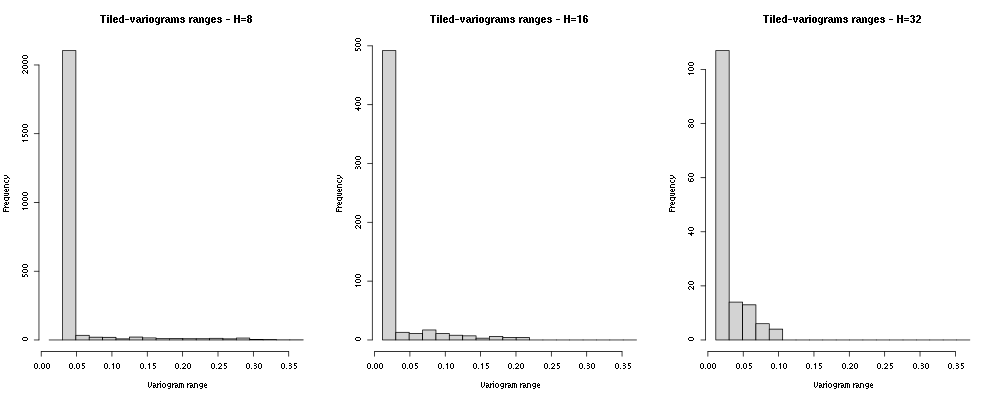 Tiled-variograms ranges - H=8
Tiled-variograms ranges - H=16
Tiled-variograms ranges - H=32
Frequency
2000
1500
1000
500
0
0.00 0.05 0.10 0.15 0.20 0.25 0.30 0.35
Variogram range
Frequency
500
400
300
200
100
0
0.00 0.05 0.10 0.15 0.20 0.25 0.30 0.35
Variogram range
Frequency
100
80
60
40
20
0
0.00 0.05 0.10 0.15 0.20 0.25 0.30 0.35
Variogram range